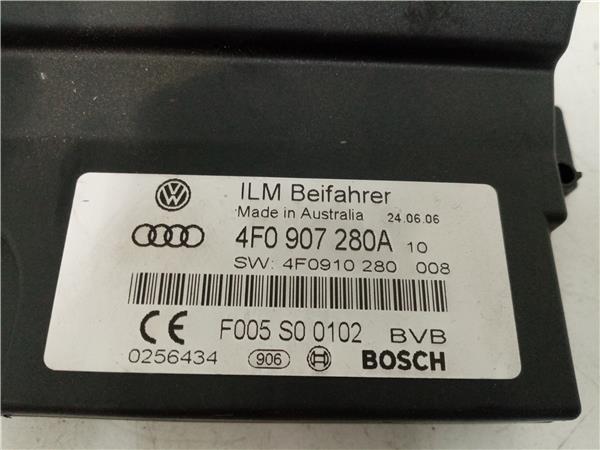 ILM Beifahrer
Made in Australia 24.06.06
4F0 907 280A 10
SW: 4F0910 280 008
CE F005 S0 0102 BVB
0256434 906 BOSCH